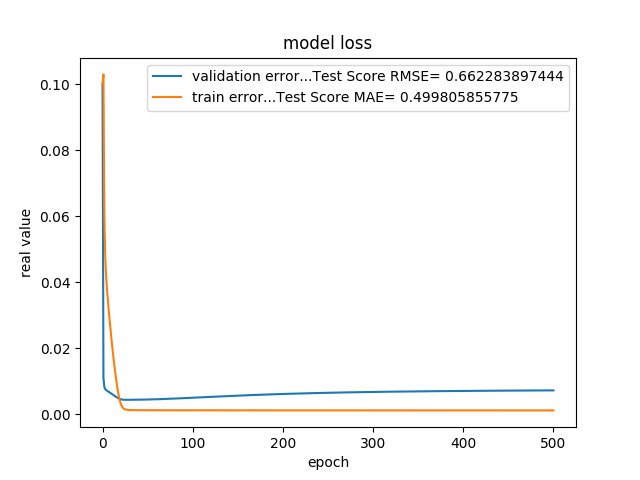 model loss
validation error...Test Score RMSE= 0.662283897444
train error...Test Score MAE= 0.499805855775
real value
0.10
0.08
0.06
0.04
0.02
0.00
0 100 200 300 400 500
epoch